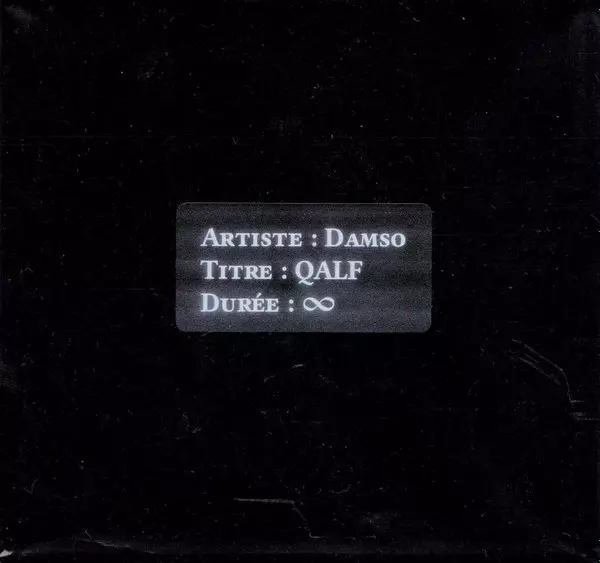 Artiste : Damso
Titre : QALF
Durée : ∞